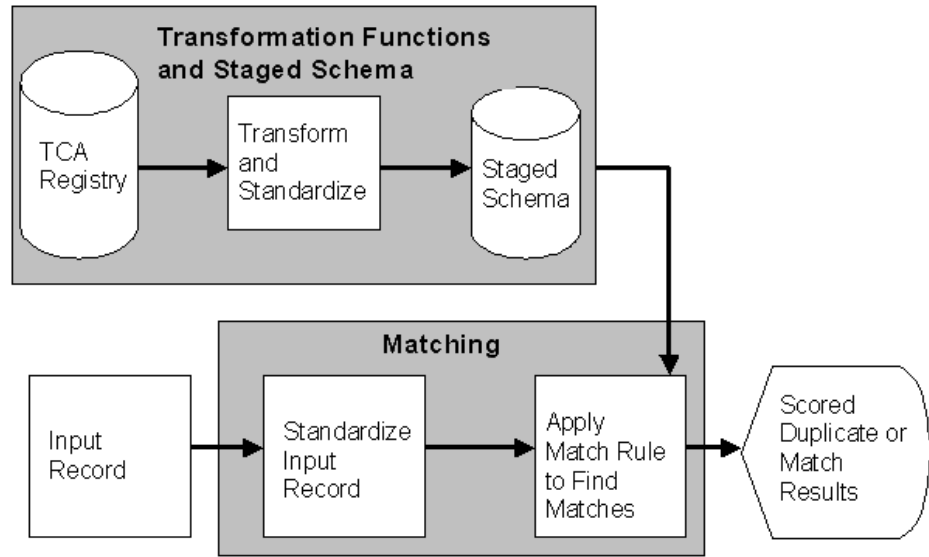 Transformation Functions
and Staged Schema
TCA
Registry
Transform
and
Standardize
Staged
Schema
Matching
Input
Record
Standardize
Input
Record
Apply
Match Rule
to Find
Matches
Scored
Duplicate or
Match
Results